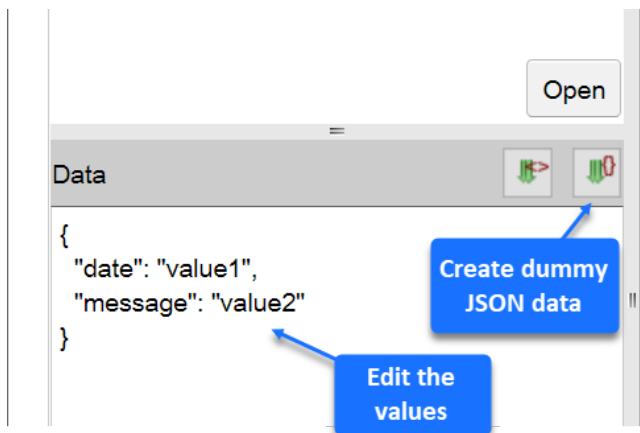 Open
Data
<>
{}
{
"date": "value1",
"message": "value2"
}
Create dummy
JSON data
Edit the
values